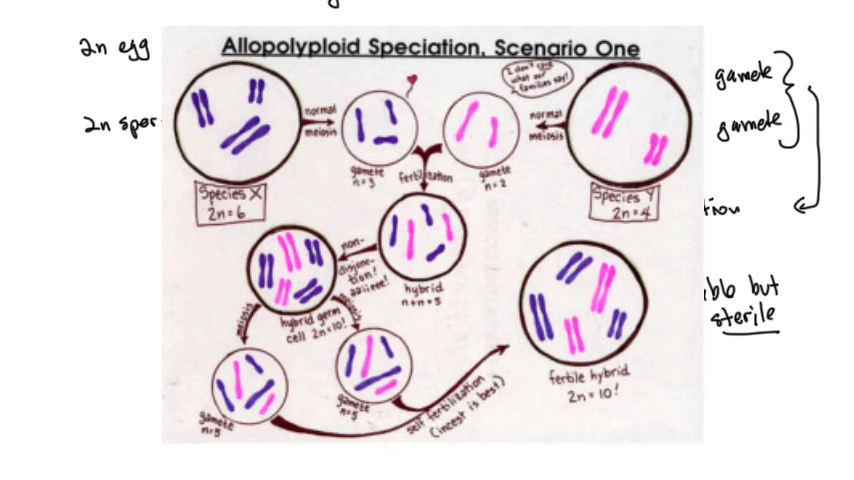 2n egg
2n sper
Allopolyploid Speciation, Scenario One
I don't care
what our
families say!
gamete
gamete
normal
meiosis
normal
meiosis
gamete
n=3
fertilization
gamete
n=2
Species X
2n=6
Species Y
2n=4
tion
non-
disjunc-
tion!
aaiieee!
hybrid
n+n=5
meiosis
meiosis
hybrid germ
cell 2n=10!
ble but
sterile
gamete
n=5
gamete
n=5
self fertilization
(incest is best)
fertile hybrid
2n=10!